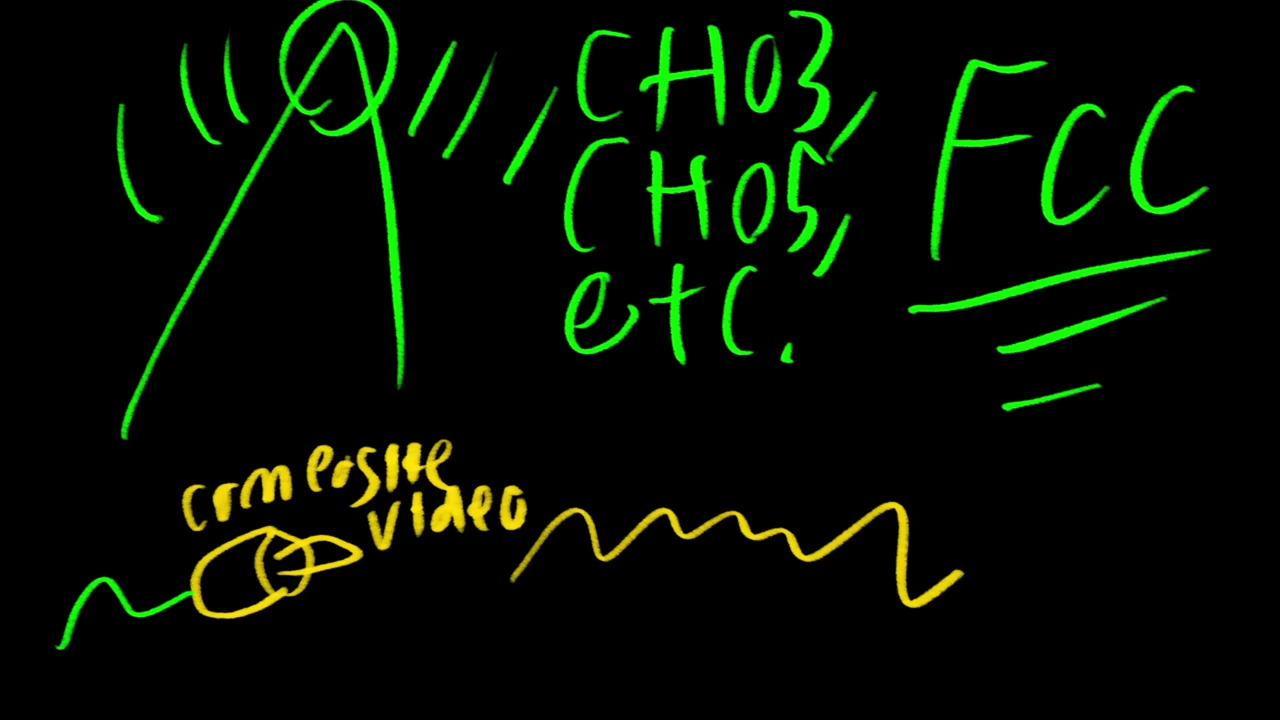 CH03,
CH05,
etc.
FCC
composite
video